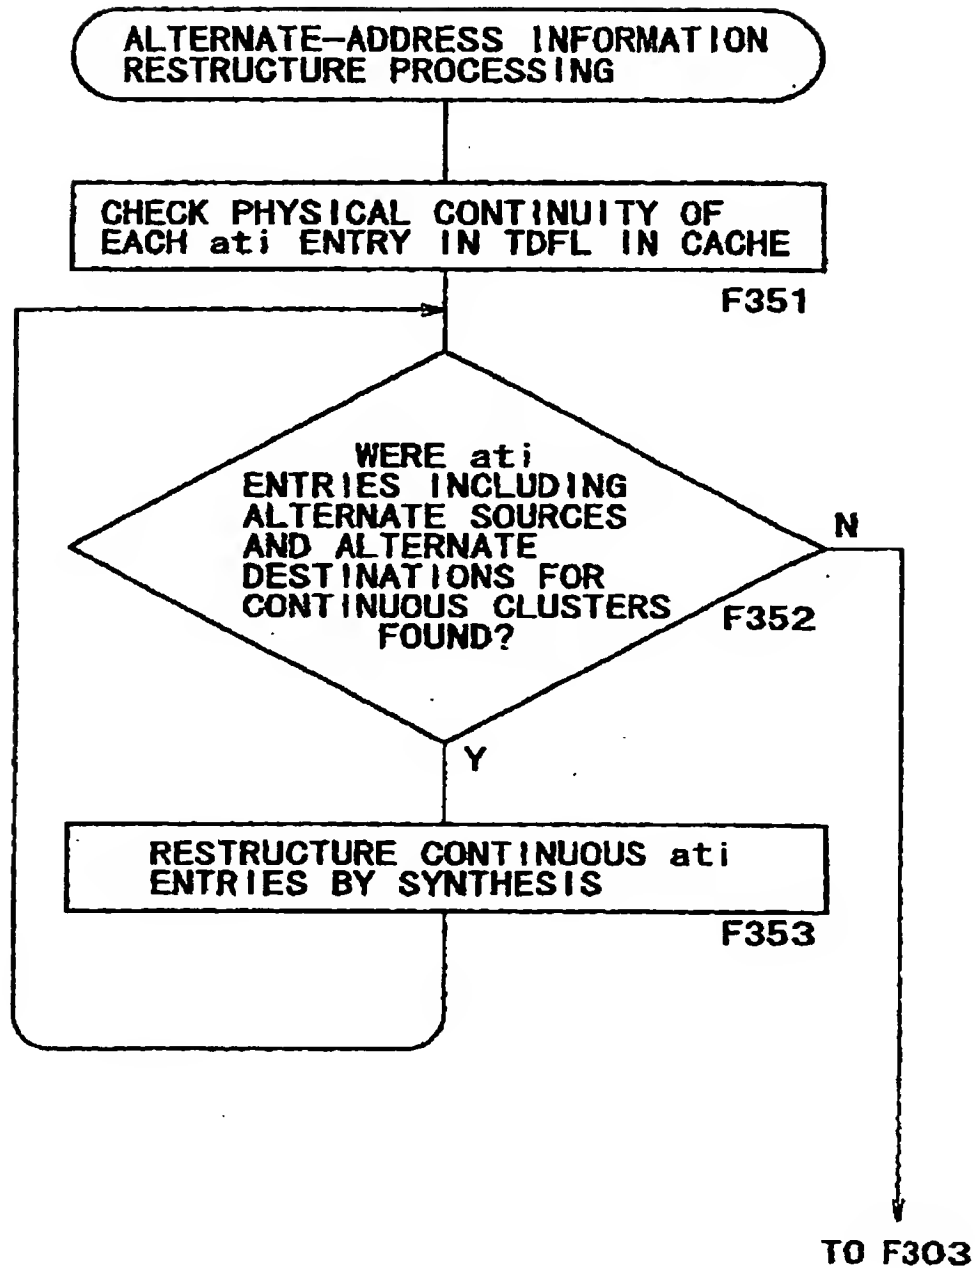 ALTERNATE-ADDRESS INFORMATION
RESTRUCTURE PROCESSING
CHECK PHYSICAL CONTINUITY OF
EACH ati ENTRY IN TDFL IN CACHE
F351
WERE ati
ENTRIES INCLUDING
ALTERNATE SOURCES
AND ALTERNATE
DESTINATIONS FOR
CONTINUOUS CLUSTERS
FOUND?
N
F352
Y
RESTRUCTURE CONTINUOUS ati
ENTRIES BY SYNTHESIS
F353
TO F303